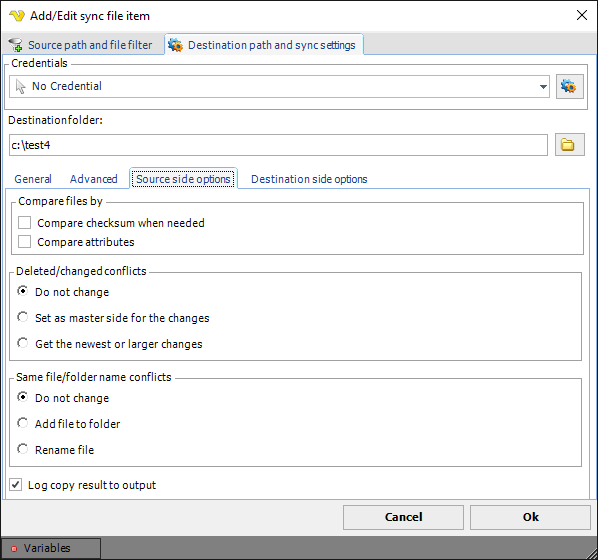 Add/Edit sync file item
Source path and file filter
Destination path and sync settings
Credentials
No Credential
Destination folder:
c:\test4
General
Advanced
Source side options
Destination side options
Compare files by
Compare checksum when needed
Compare attributes
Deleted/changed conflicts
Do not change
Set as master side for the changes
Get the newest or larger changes
Same file/folder name conflicts
Do not change
Add file to folder
Rename file
Log copy result to output
Cancel
Ok
Variables